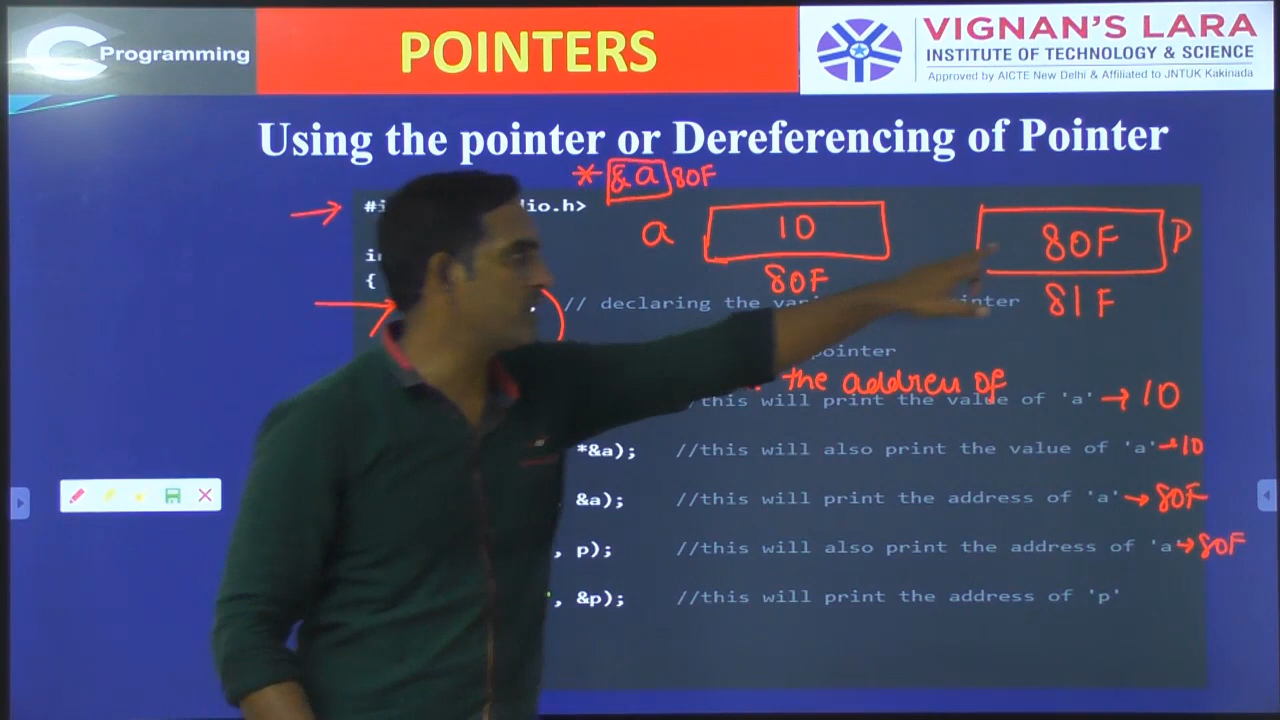 C Programming
POINTERS
VIGNAN'S LARA
INSTITUTE OF TECHNOLOGY & SCIENCE
Approved by AICTE New Delhi & Affiliated to JNTUK Kakinada
Using the pointer or Dereferencing of Pointer
* &a 80F
#i dio.h>
a 10 80F P
80F 81F
{
; // declaring the vari inter
pointer
the address of
//this will print the value of 'a' → 10
*&a); //this will also print the value of 'a' → 10
&a); //this will print the address of 'a' → 80F
, p); //this will also print the address of 'a → 80F
, &p); //this will print the address of 'p'